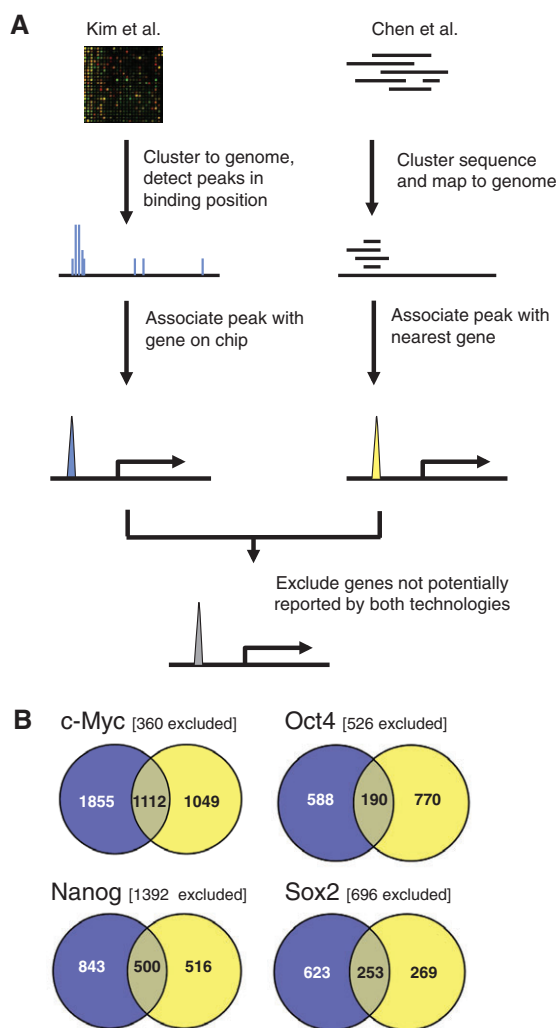 A
Kim et al.
Chen et al.
Cluster to genome,
detect peaks in
binding position
Cluster sequence
and map to genome
Associate peak with
gene on chip
Associate peak with
nearest gene
Exclude genes not potentially
reported by both technologies
B
c-Myc [360 excluded]
1855 1112 1049
Oct4 [526 excluded]
588 190 770
Nanog [1392 excluded]
843 500 516
Sox2 [696 excluded]
623 253 269